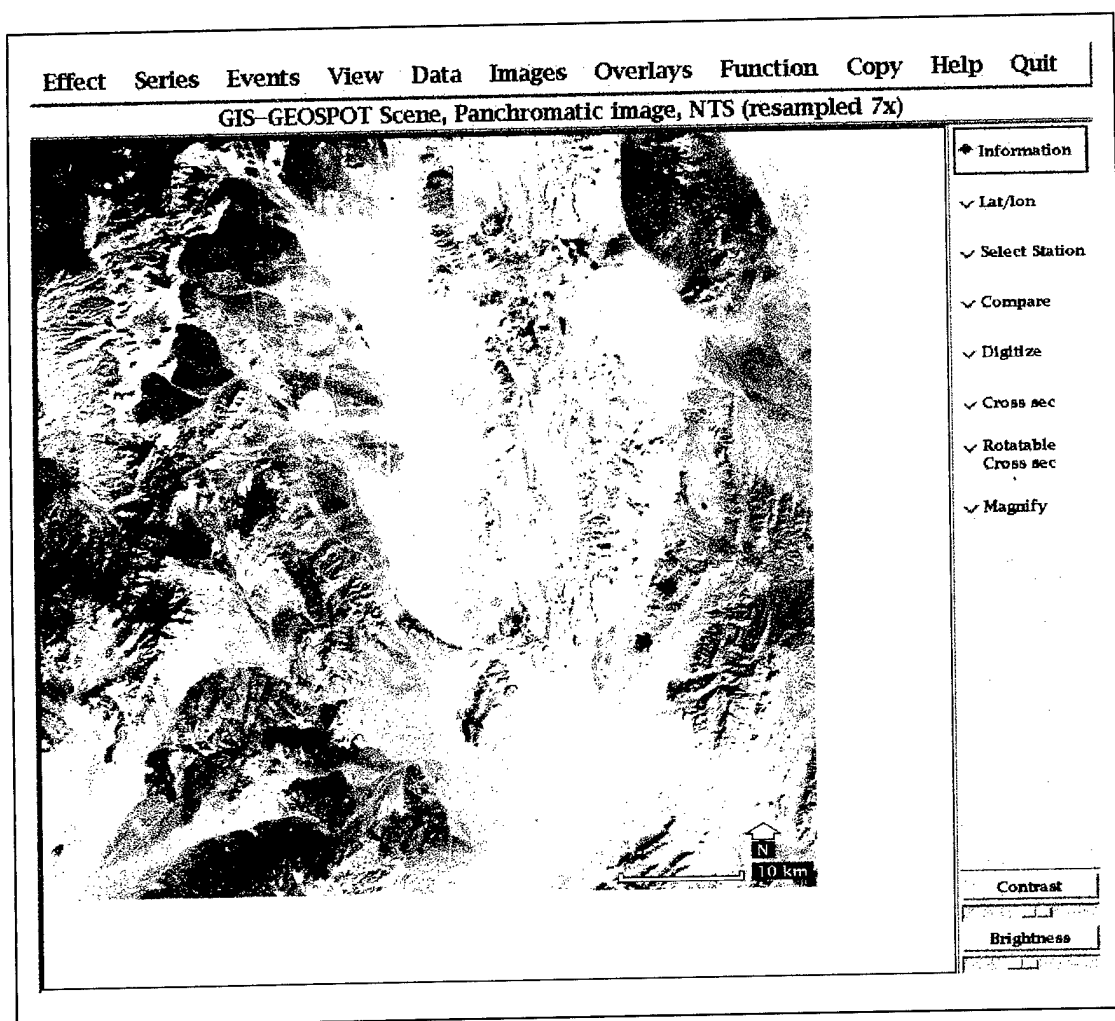 Effect Series Events View Data Images Overlays Function Copy Help Quit
GIS-GEOSPOT Scene, Panchromatic image, NTS (resampled 7x)
Information
Lat/lon
Select Station
Compare
Digitize
Cross sec
Rotatable
Cross sec
Magnify
N
10 km
Contrast
Brightness